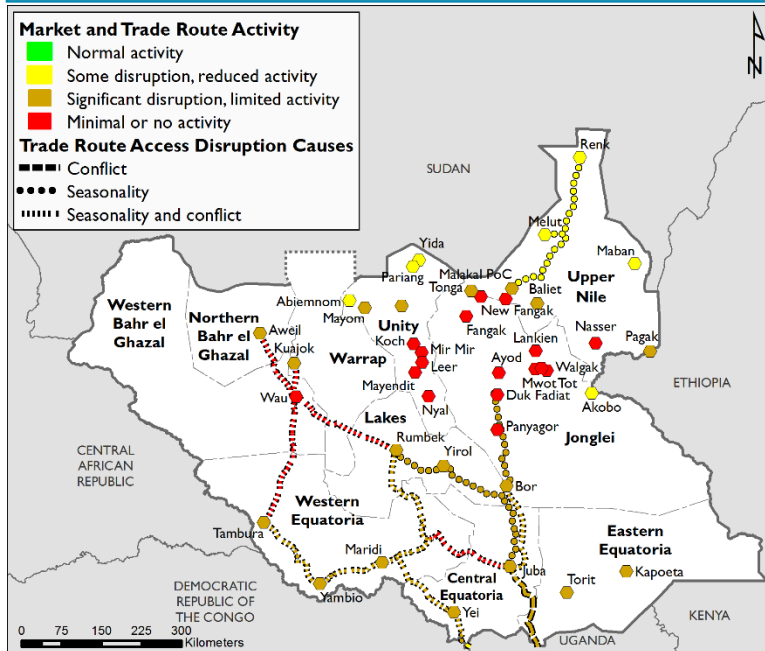 Market and Trade Route Activity
Normal activity
Some disruption, reduced activity
Significant disruption, limited activity
Minimal or no activity
Trade Route Access Disruption Causes
Conflict
Seasonality
Seasonality and conflict
N
SUDAN
Renk
Melut
Maban
Yida
Pariang
Malakal PoC
Tonga
Baliet
Upper
Nile
Abiemnom
Mayom
New Fangak
Fangak
Western
Bahr el
Ghazal
Northern
Bahr el
Ghazal
Aweil
Kuajok
Unity
Koch
Mir Mir
Leer
Warrap
Mayendit
Nyal
Lankien
Nasser
Pagak
Ayod
Walgak
Mwot Tot
Duk Fadiat
Akobo
ETHIOPIA
Wau
Lakes
Rumbek
Yirol
Panyagor
Jonglei
Bor
CENTRAL
AFRICAN
REPUBLIC
Western
Equatoria
Tambura
Maridi
Yambio
Eastern
Equatoria
Juba
Kapoeta
Torit
Central
Equatoria
Yei
DEMOCRATIC
REPUBLIC OF
THE CONGO
KENYA
UGANDA
0 75 150 225 300
Kilometers